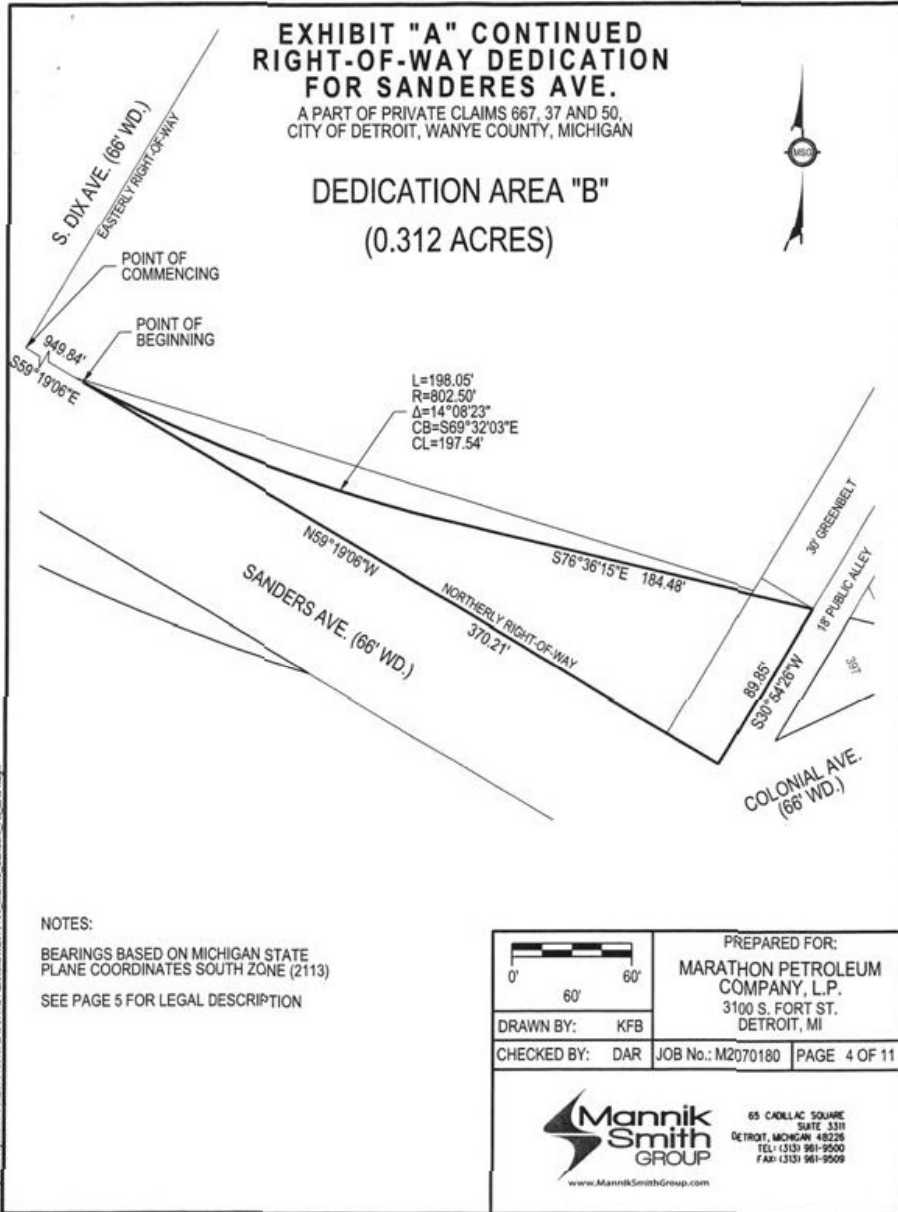 EXHIBIT "A" CONTINUED
RIGHT-OF-WAY DEDICATION
FOR SANDERES AVE.
A PART OF PRIVATE CLAIMS 667, 37 AND 50,
CITY OF DETROIT, WANYE COUNTY, MICHIGAN
DEDICATION AREA "B"
(0.312 ACRES)
MSG
S. DIX AVE. (66' WD.)
EASTERLY RIGHT-OF-WAY
POINT OF
COMMENCING
POINT OF
BEGINNING
949.84'
S59°19'06"E
L=198.05'
R=802.50'
Δ=14°08'23"
CB=S69°32'03"E
CL=197.54'
30' GREENBELT
18' PUBLIC ALLEY
S76°36'15"E 184.48'
N59°19'06"W
NORTHERLY RIGHT-OF-WAY
370.21'
SANDERS AVE. (66' WD.)
89.85'
S30°54'26"W
397
COLONIAL AVE.
(66' WD.)
NOTES:
BEARINGS BASED ON MICHIGAN STATE
PLANE COORDINATES SOUTH ZONE (2113)
SEE PAGE 5 FOR LEGAL DESCRIPTION
0' 60'
60'
PREPARED FOR:
MARATHON PETROLEUM
COMPANY, L.P.
3100 S. FORT ST.
DETROIT, MI
DRAWN BY: KFB
CHECKED BY: DAR
JOB No.: M2070180
PAGE 4 OF 11
Mannik
Smith
GROUP
www.MannikSmithGroup.com
65 CADILLAC SQUARE
SUITE 3311
DETROIT, MICHIGAN 48226
TEL: (313) 961-9500
FAX: (313) 961-9509